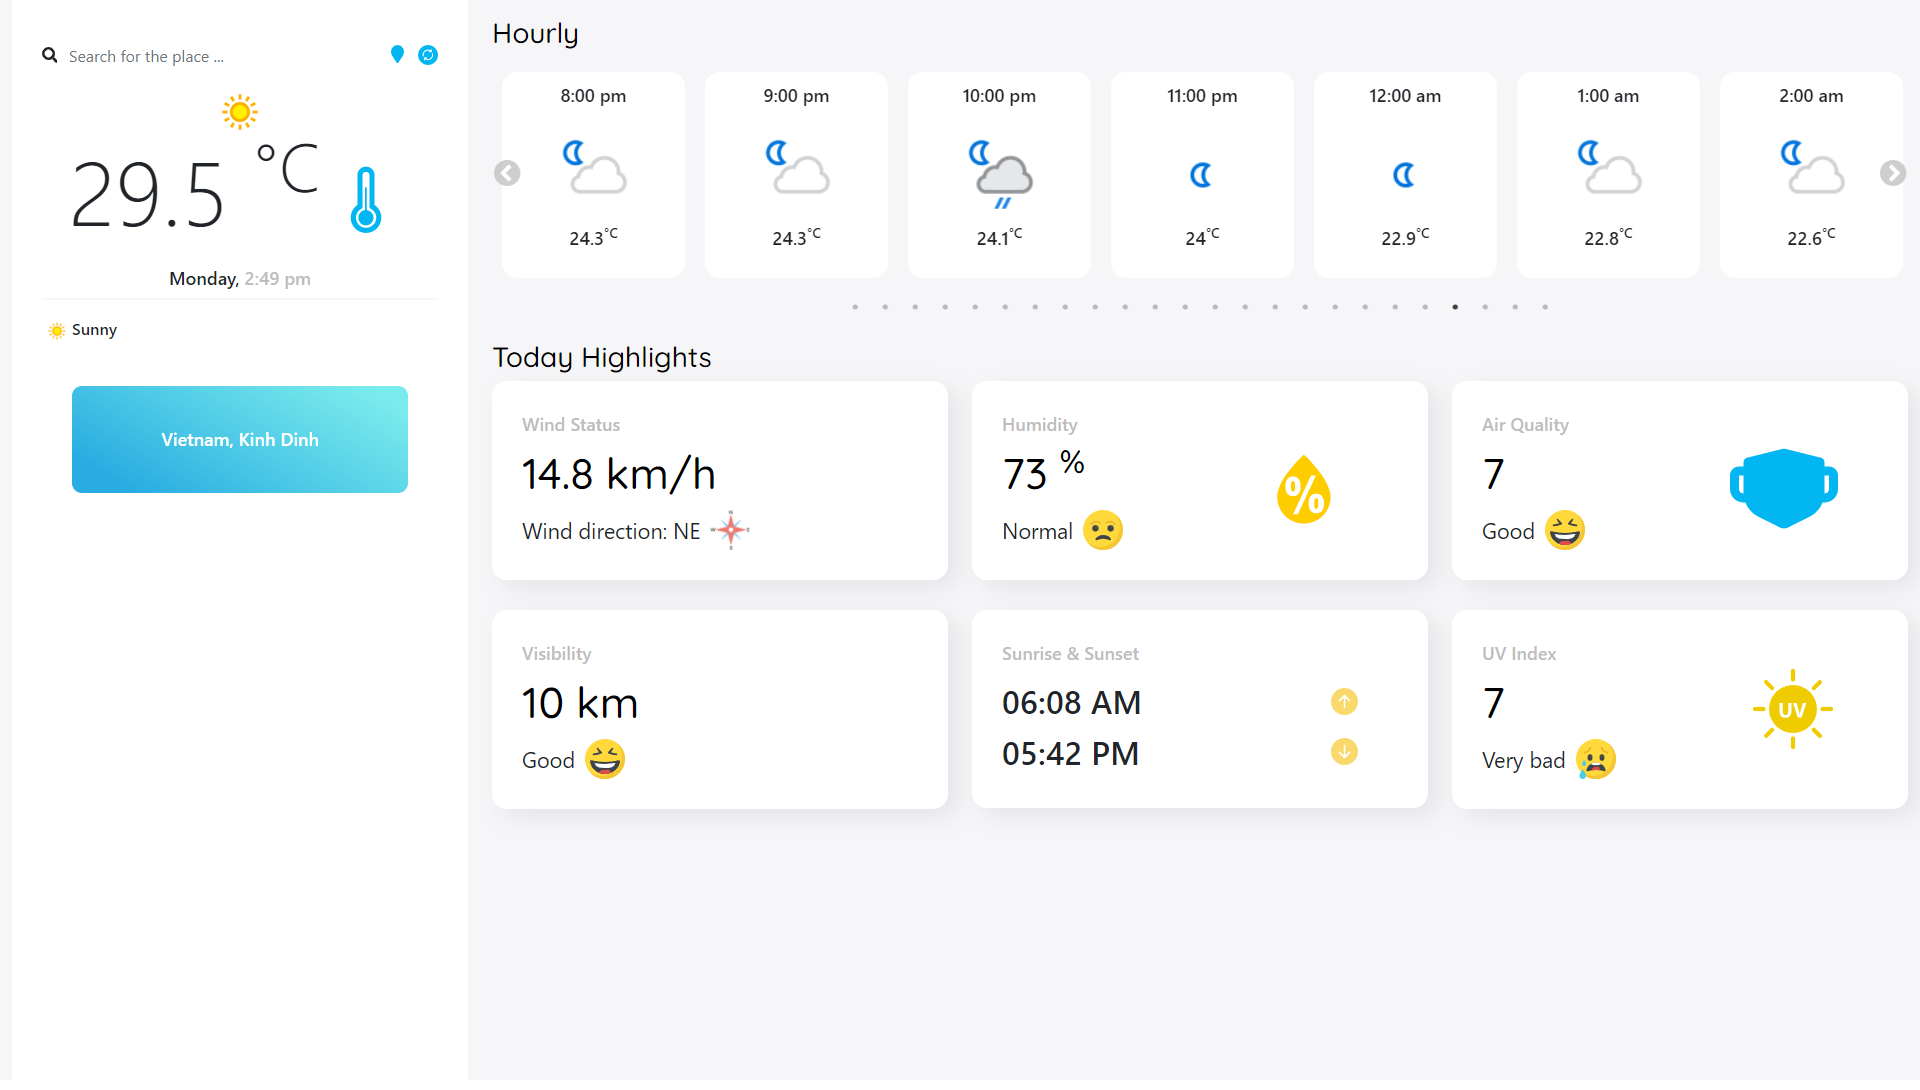 Search for the place ...
29.5 °C
Monday, 2:49 pm
Sunny
Vietnam, Kinh Dinh
Hourly
8:00 pm
24.3°C
9:00 pm
24.3°C
10:00 pm
24.1°C
11:00 pm
24°C
12:00 am
22.9°C
1:00 am
22.8°C
2:00 am
22.6°C
Today Highlights
Wind Status
14.8 km/h
Wind direction: NE
Humidity
73 %
Normal
%
Air Quality
7
Good
Visibility
10 km
Good
Sunrise & Sunset
06:08 AM
05:42 PM
UV Index
7
Very bad
UV